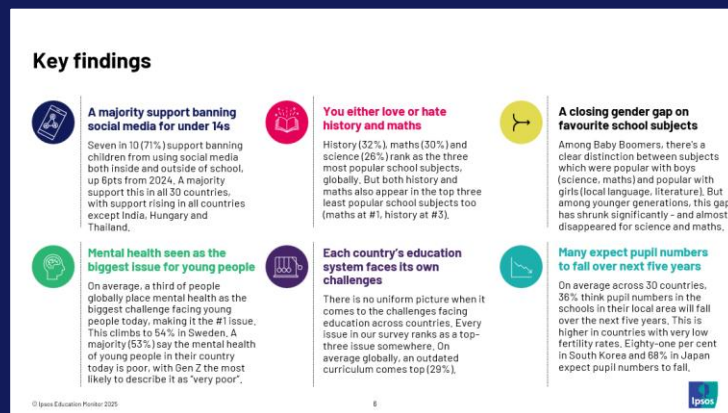 Key findings
A majority support banning
social media for under 14s
Seven in 10 (71%) support banning
children from using social media
both inside and outside of school,
up 6pts from 2024. A majority
support this in all 30 countries,
with support rising in all countries
except India, Hungary and
Thailand.
You either love or hate
history and maths
History (32%), maths (30%) and
science (26%) rank as the three
most popular school subjects,
globally. But both history and
maths also appear in the top three
least popular school subjects too
(maths at #1, history at #3).
A closing gender gap on
favourite school subjects
Among Baby Boomers, there's a
clear distinction between subjects
which were popular with boys
(science, maths) and popular with
girls (local language, literature). But
among younger generations, this gap
has shrunk significantly - and almost
disappeared for science and maths.
Mental health seen as the
biggest issue for young people
On average, a third of people
globally place mental health as the
biggest challenge facing young
people today, making it the #1 issue.
This climbs to 54% in Sweden. A
majority (53%) say the mental health
of young people in their country
today is poor, with Gen Z the most
likely to describe it as "very poor".
Each country's education
system faces its own
challenges
There is no uniform picture when it
comes to the challenges facing
education across countries. Every
issue in our survey ranks as a top-
three issue somewhere. On
average globally, an outdated
curriculum comes top (29%).
Many expect pupil numbers
to fall over next five years
On average across 30 countries,
36% think pupil numbers in the
schools in their local area will fall
over the next five years. This is
higher in countries with very low
fertility rates. Eighty-one per cent
in South Korea and 68% in Japan
expect pupil numbers to fall.
© Ipsos Education Monitor 2025
8
Ipsos